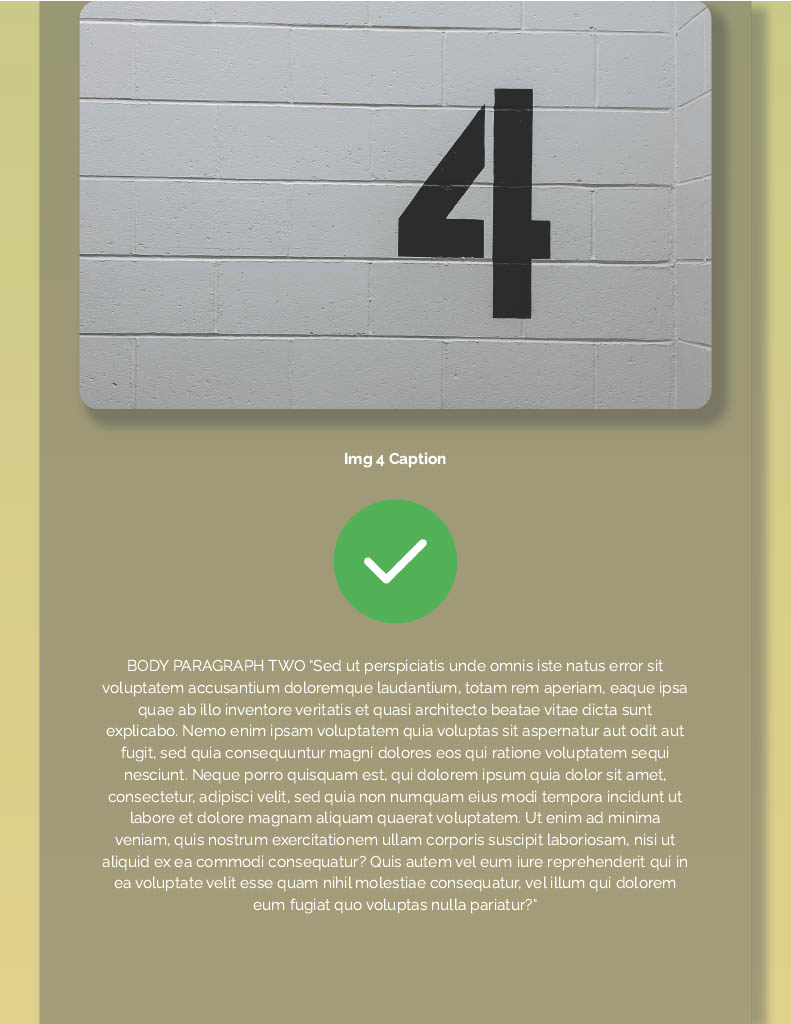 4
Img 4 Caption
BODY PARAGRAPH TWO "Sed ut perspiciatis unde omnis iste natus error sit
voluptatem accusantium doloremque laudantium, totam rem aperiam, eaque ipsa
quae ab illo inventore veritatis et quasi architecto beatae vitae dicta sunt
explicabo. Nemo enim ipsam voluptatem quia voluptas sit aspernatur aut odit aut
fugit, sed quia consequuntur magni dolores eos qui ratione voluptatem sequi
nesciunt. Neque porro quisquam est, qui dolorem ipsum quia dolor sit amet,
consectetur, adipisci velit, sed quia non numquam eius modi tempora incidunt ut
labore et dolore magnam aliquam quaerat voluptatem. Ut enim ad minima
veniam, quis nostrum exercitationem ullam corporis suscipit laboriosam, nisi ut
aliquid ex ea commodi consequatur? Quis autem vel eum iure reprehenderit qui in
ea voluptate velit esse quam nihil molestiae consequatur, vel illum qui dolorem
eum fugiat quo voluptas nulla pariatur?"